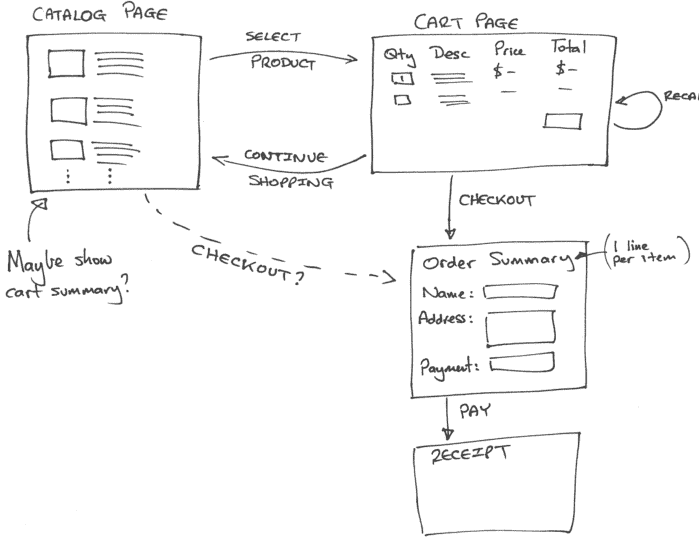 CATALOG PAGE
CART PAGE
SELECT
PRODUCT
Qty Desc Price Total
1 $- $-
CONTINUE
SHOPPING
CHECKOUT
Maybe show
cart summary?
CHECKOUT?
Order Summary
(1 line
per item)
Name:
Address:
Payment:
PAY
RECEIPT